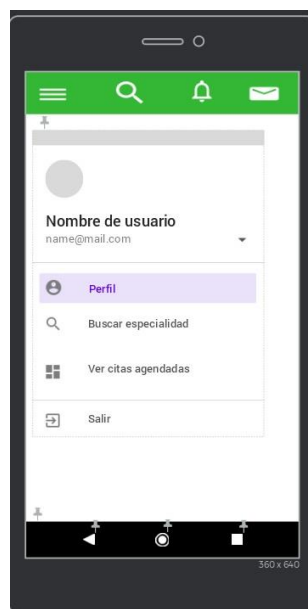 Nombre de usuario
name@mail.com
Perfil
Buscar especialidad
Ver citas agendadas
Salir
360 x 640